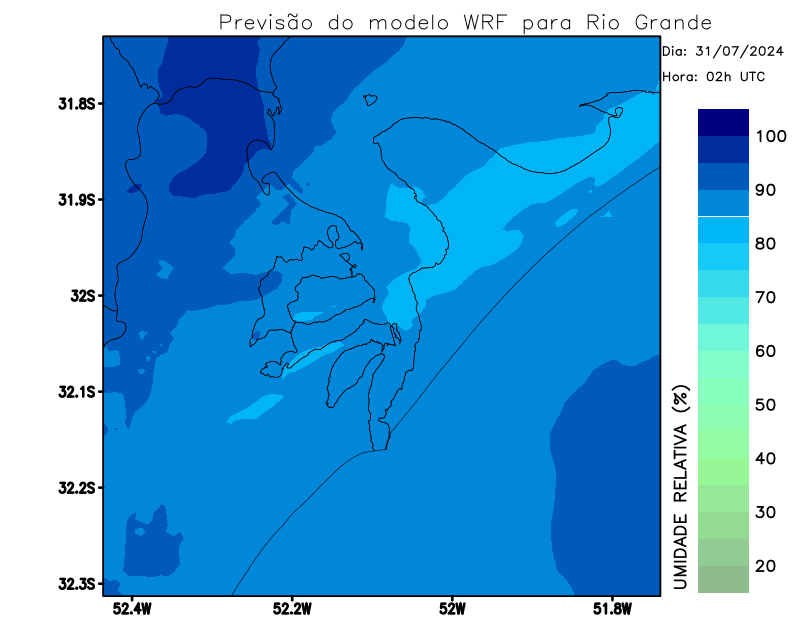 Previsão do modelo WRF para Rio Grande
Dia: 31/07/2024
Hora: 02h UTC
31.8S
31.9S
32S
32.1S
32.2S
32.3S
52.4W
52.2W
52W
51.8W
100
90
80
70
60
50
40
30
20
UMIDADE RELATIVA (%)